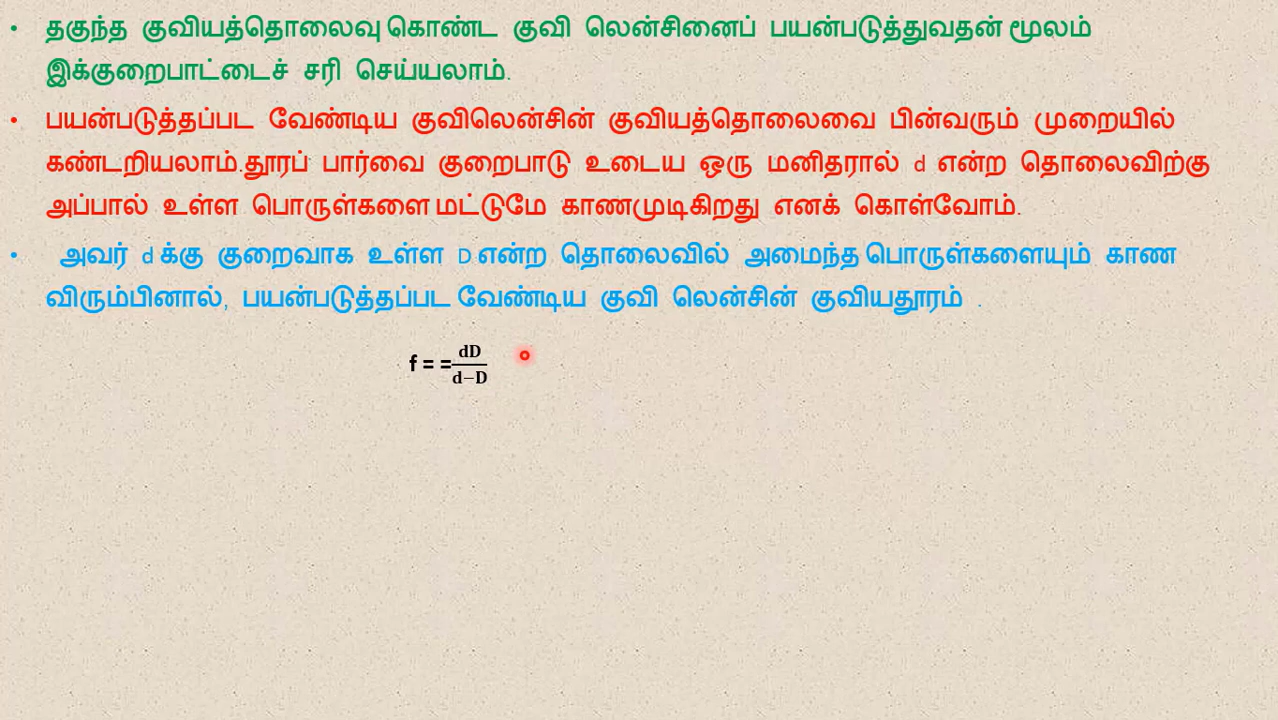 • தகுந்த குவியத்தொலைவு கொண்ட குவி லென்சினைப் பயன்படுத்துவதன் மூலம்
இக்குறைபாட்டைச் சரி செய்யலாம்.
• பயன்படுத்தப்பட வேண்டிய குவிலென்சின் குவியத்தொலைவை பின்வரும் முறையில்
கண்டறியலாம்.தூரப் பார்வை குறைபாடு உடைய ஒரு மனிதரால் d என்ற தொலைவிற்கு
அப்பால் உள்ள பொருள்களை மட்டுமே காணமுடிகிறது எனக் கொள்வோம்.
• அவர் d க்கு குறைவாக உள்ள D என்ற தொலைவில் அமைந்த பொருள்களையும் காண
விரும்பினால், பயன்படுத்தப்பட வேண்டிய குவி லென்சின் குவியதூரம் .
f = = dD / d−D